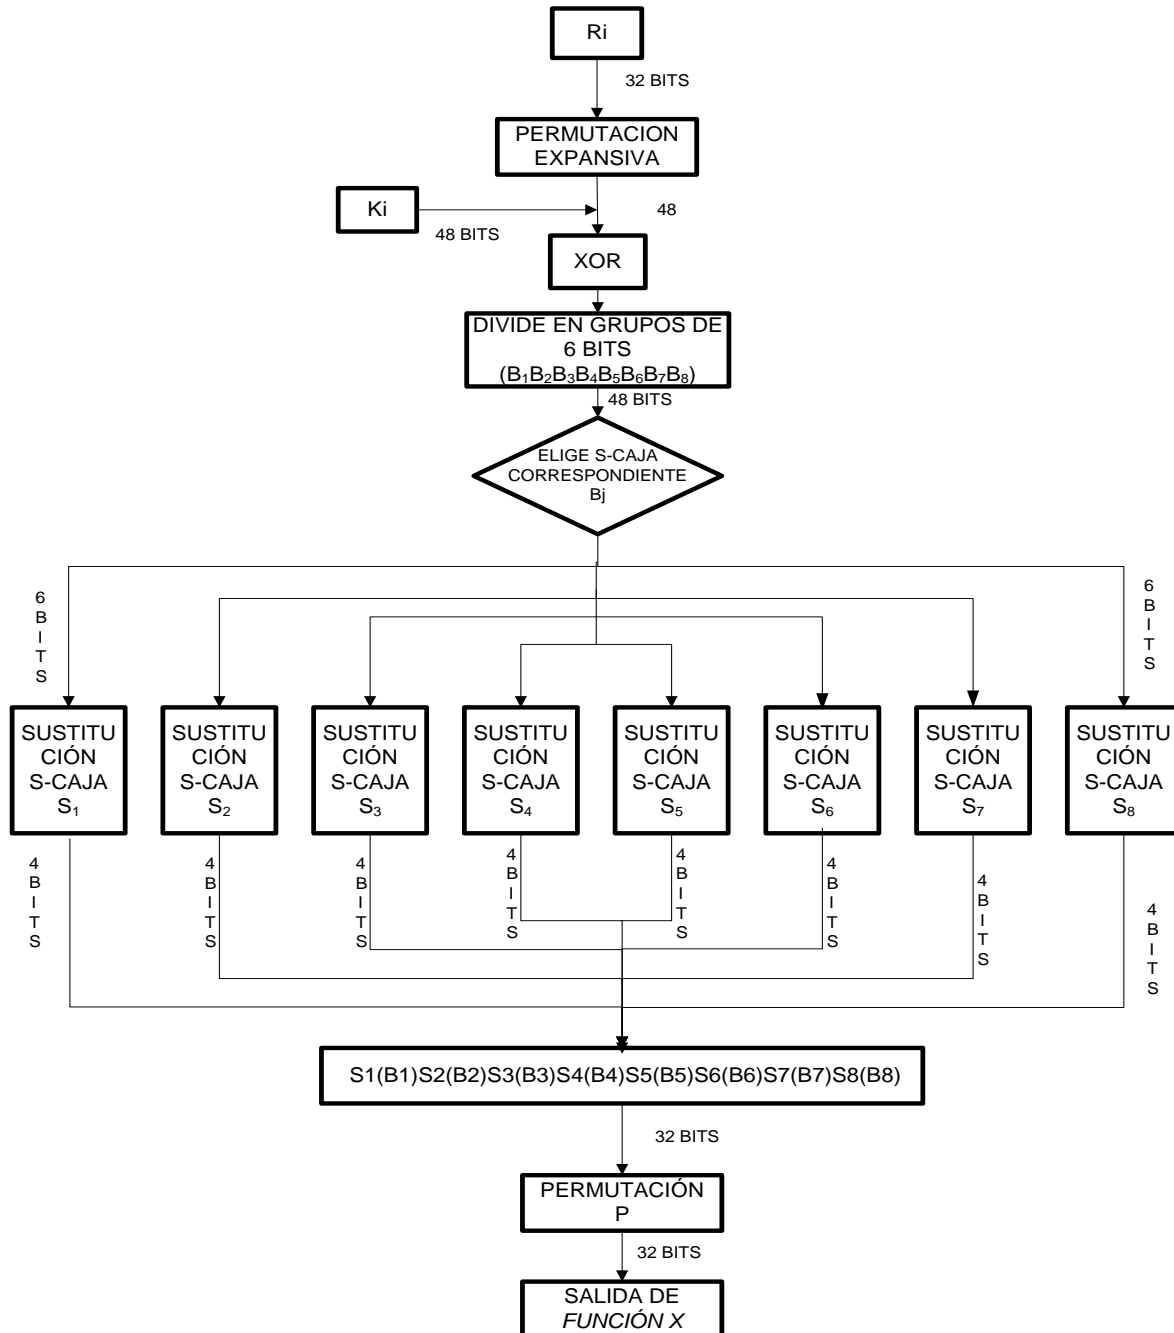 Ri
32 BITS
PERMUTACION
EXPANSIVA
Ki
48
48 BITS
XOR
DIVIDE EN GRUPOS DE
6 BITS
(B₁B₂B₃B₄B₅B₆B₇B₈)
48 BITS
ELIGE S-CAJA
CORRESPONDIENTE
Bj
6
B
I
T
S
6
B
I
T
S
SUSTITU
CIÓN
S-CAJA
S₁
SUSTITU
CIÓN
S-CAJA
S₂
SUSTITU
CIÓN
S-CAJA
S₃
SUSTITU
CIÓN
S-CAJA
S₄
SUSTITU
CIÓN
S-CAJA
S₅
SUSTITU
CIÓN
S-CAJA
S₆
SUSTITU
CIÓN
S-CAJA
S₇
SUSTITU
CIÓN
S-CAJA
S₈
4
B
I
T
S
4
B
I
T
S
4
B
I
T
S
4
B
I
T
S
4
B
I
T
S
4
B
I
T
S
4
B
I
T
S
4
B
I
T
S
S1(B1)S2(B2)S3(B3)S4(B4)S5(B5)S6(B6)S7(B7)S8(B8)
32 BITS
PERMUTACIÓN
P
32 BITS
SALIDA DE
FUNCIÓN X